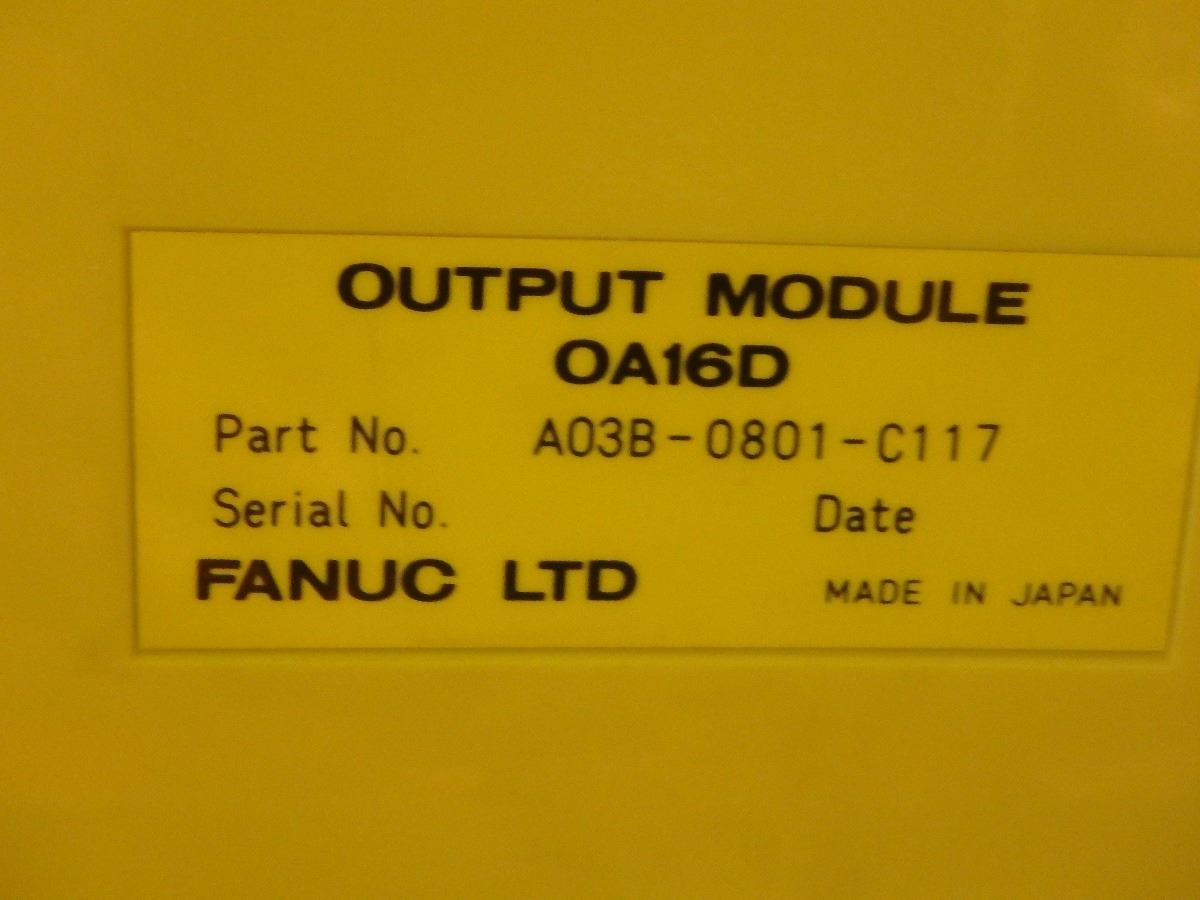 OUTPUT MODULE
OA16D
Part No. A03B-0801-C117
Serial No. Date
FANUC LTD MADE IN JAPAN